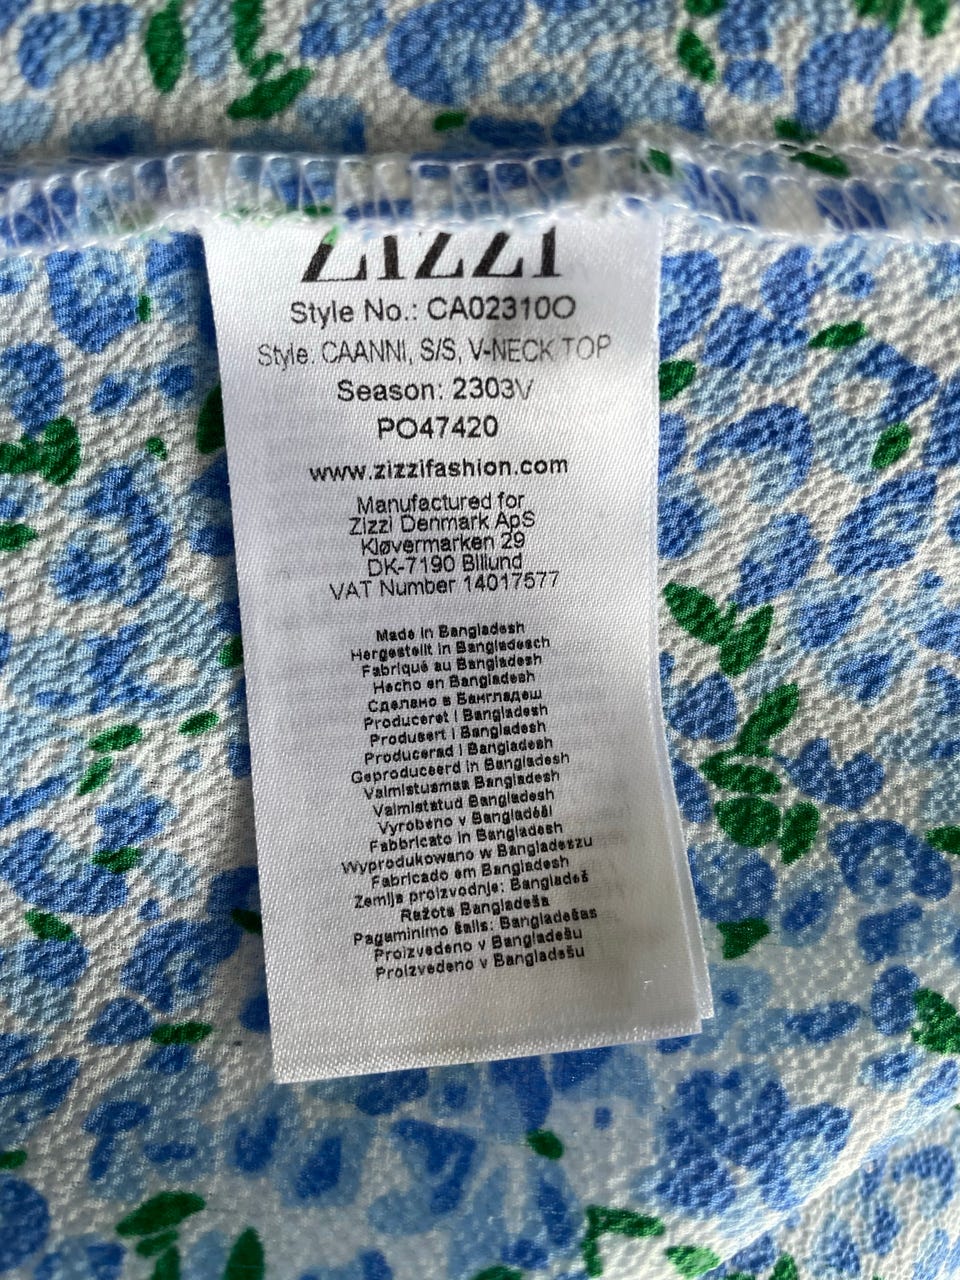 ZIZZI
Style No.: CA02310O
Style: CAANNI, S/S, V-NECK TOP
Season: 2303V
PO47420
www.zizzifashion.com
Manufactured for
Zizzi Denmark ApS
Kløvermarken 29
DK-7190 Billund
VAT Number 14017577
Made in Bangladesh
Hergestellt in Bangladesch
Fabriqué au Bangladesh
Hecho en Bangladesh
Сделано в Бангладеш
Produceret i Bangladesh
Produsert i Bangladesh
Producerad i Bangladesh
Geproduceerd in Bangladesh
Valmistusmaa Bangladesh
Valmistatud Bangladesh
Vyrobeno v Bangladéši
Fabbricato in Bangladesh
Wyprodukowano w Bangladeszu
Fabricado em Bangladesh
Zemlja proizvodnje: Bangladeš
Ražots Bangladeša
Pagaminimo šalis: Bangladešas
Proizvedeno v Bangladešu
Proizvedeno v Bangladešu